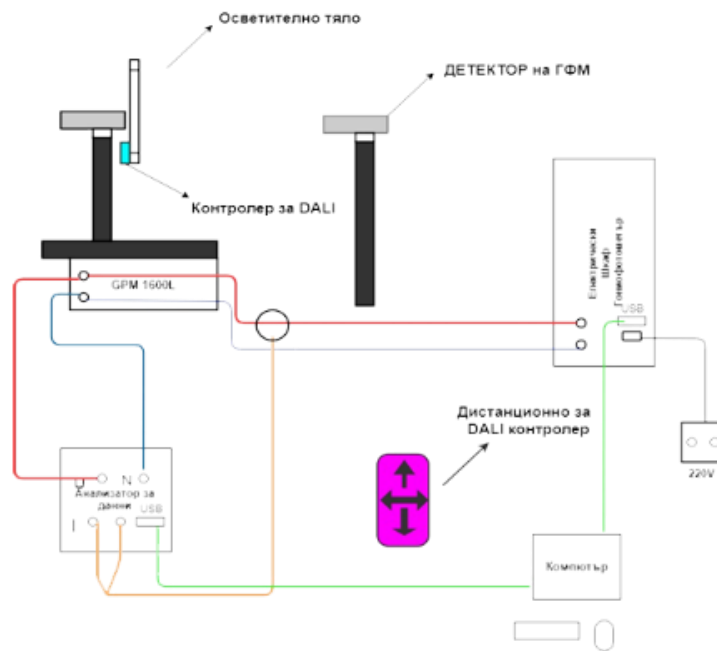 Осветително тяло
ДЕТЕКТОР на ГФМ
Контролер за DALI
GPM 1600L
Електрически
Шкаф
Гониофотометър
USB
220V
Дистанционно за
DALI контролер
U
N
Анализатор за
данни
I
USB
Компютър